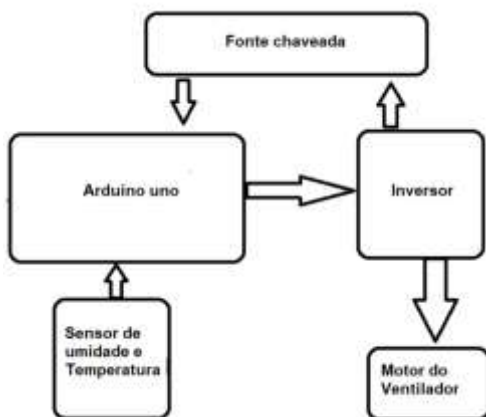 Fonte chaveada
Arduino uno
Inversor
Sensor de
umidade e
Temperatura
Motor do
Ventilador